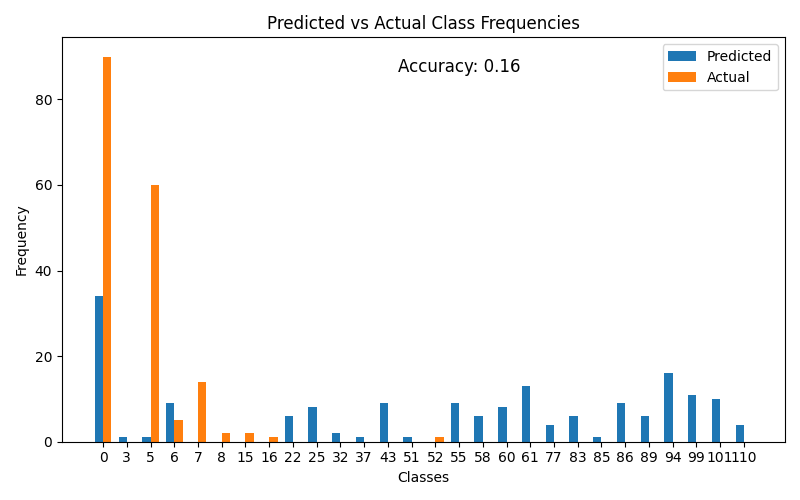 Predicted vs Actual Class Frequencies
Accuracy: 0.16
Predicted
Actual
Frequency
80
60
40
20
0
0 3 5 6 7 8 15 16 22 25 32 37 43 51 52 55 58 60 61 77 83 85 86 89 94 99 101 110
Classes